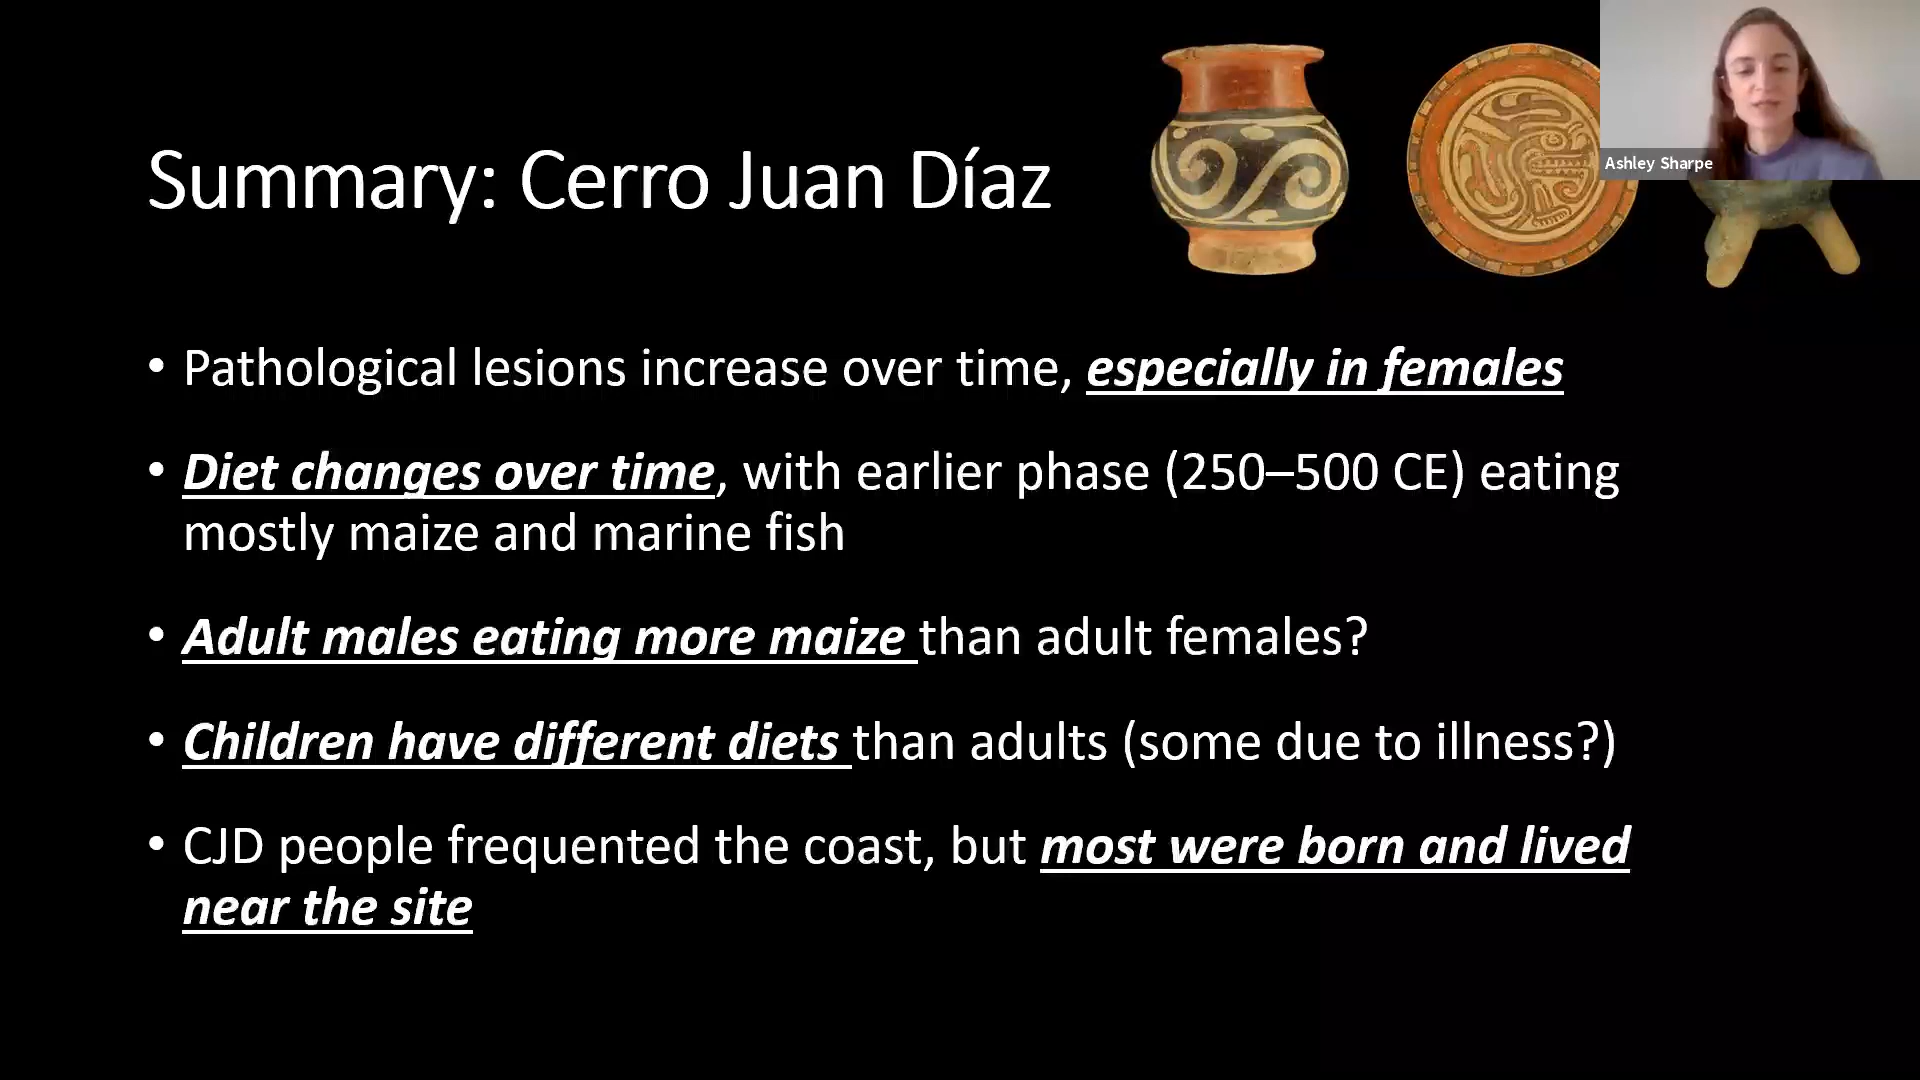 Ashley Sharpe
Summary: Cerro Juan Díaz
• Pathological lesions increase over time, especially in females
• Diet changes over time, with earlier phase (250–500 CE) eating
mostly maize and marine fish
• Adult males eating more maize than adult females?
• Children have different diets than adults (some due to illness?)
• CJD people frequented the coast, but most were born and lived
near the site